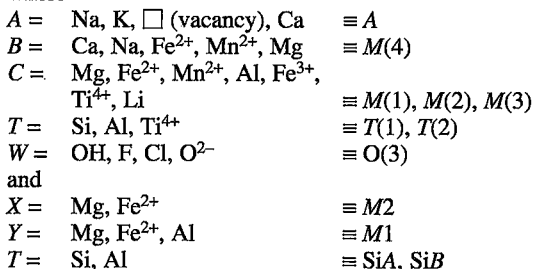 A = Na, K, □ (vacancy), Ca ≡ A
B = Ca, Na, Fe²⁺, Mn²⁺, Mg ≡ M(4)
C = Mg, Fe²⁺, Mn²⁺, Al, Fe³⁺,
Ti⁴⁺, Li ≡ M(1), M(2), M(3)
T = Si, Al, Ti⁴⁺ ≡ T(1), T(2)
W = OH, F, Cl, O²⁻ ≡ O(3)
and
X = Mg, Fe²⁺ ≡ M2
Y = Mg, Fe²⁺, Al ≡ M1
T = Si, Al ≡ SiA, SiB